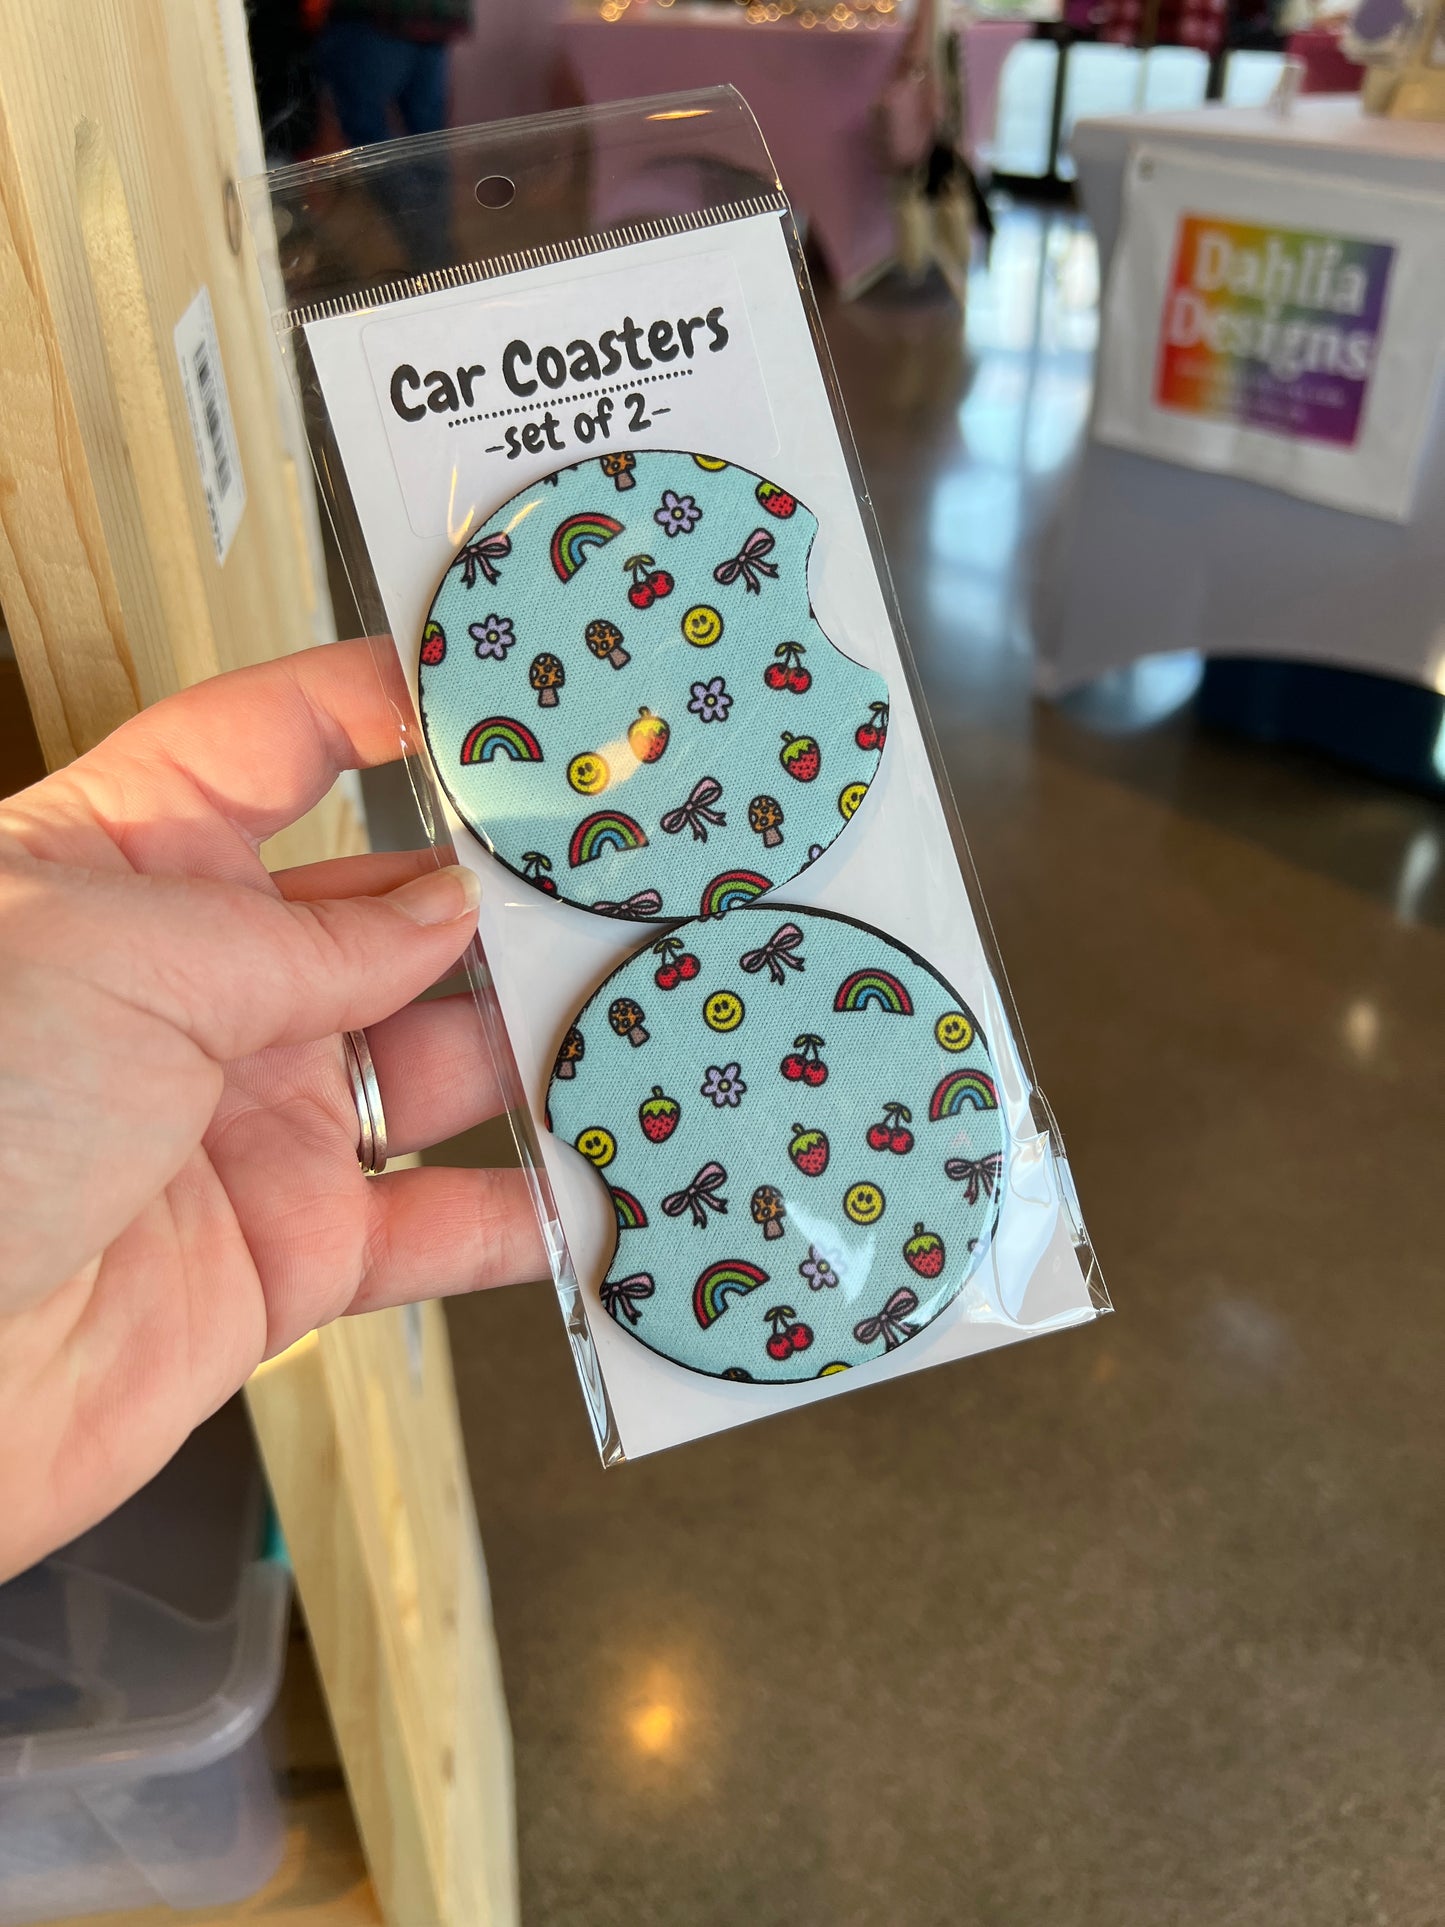 Car Coasters
-set of 2-
Dahlia
Designs